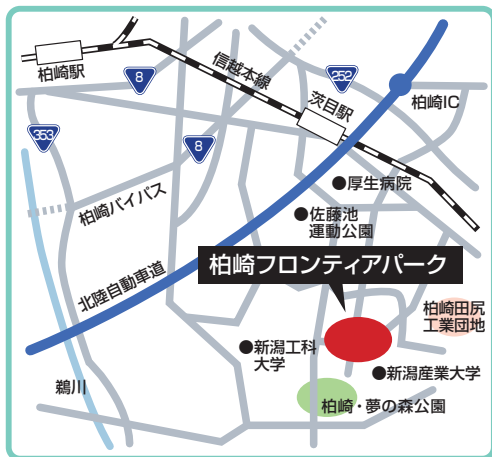 柏崎駅
8
信越本線
252
柏崎IC
茨目駅
353
8
厚生病院
柏崎バイパス
佐藤池
運動公園
柏崎フロンティアパーク
北陸自動車道
柏崎田尻
工業団地
新潟工科
大学
新潟産業大学
鵜川
柏崎・夢の森公園